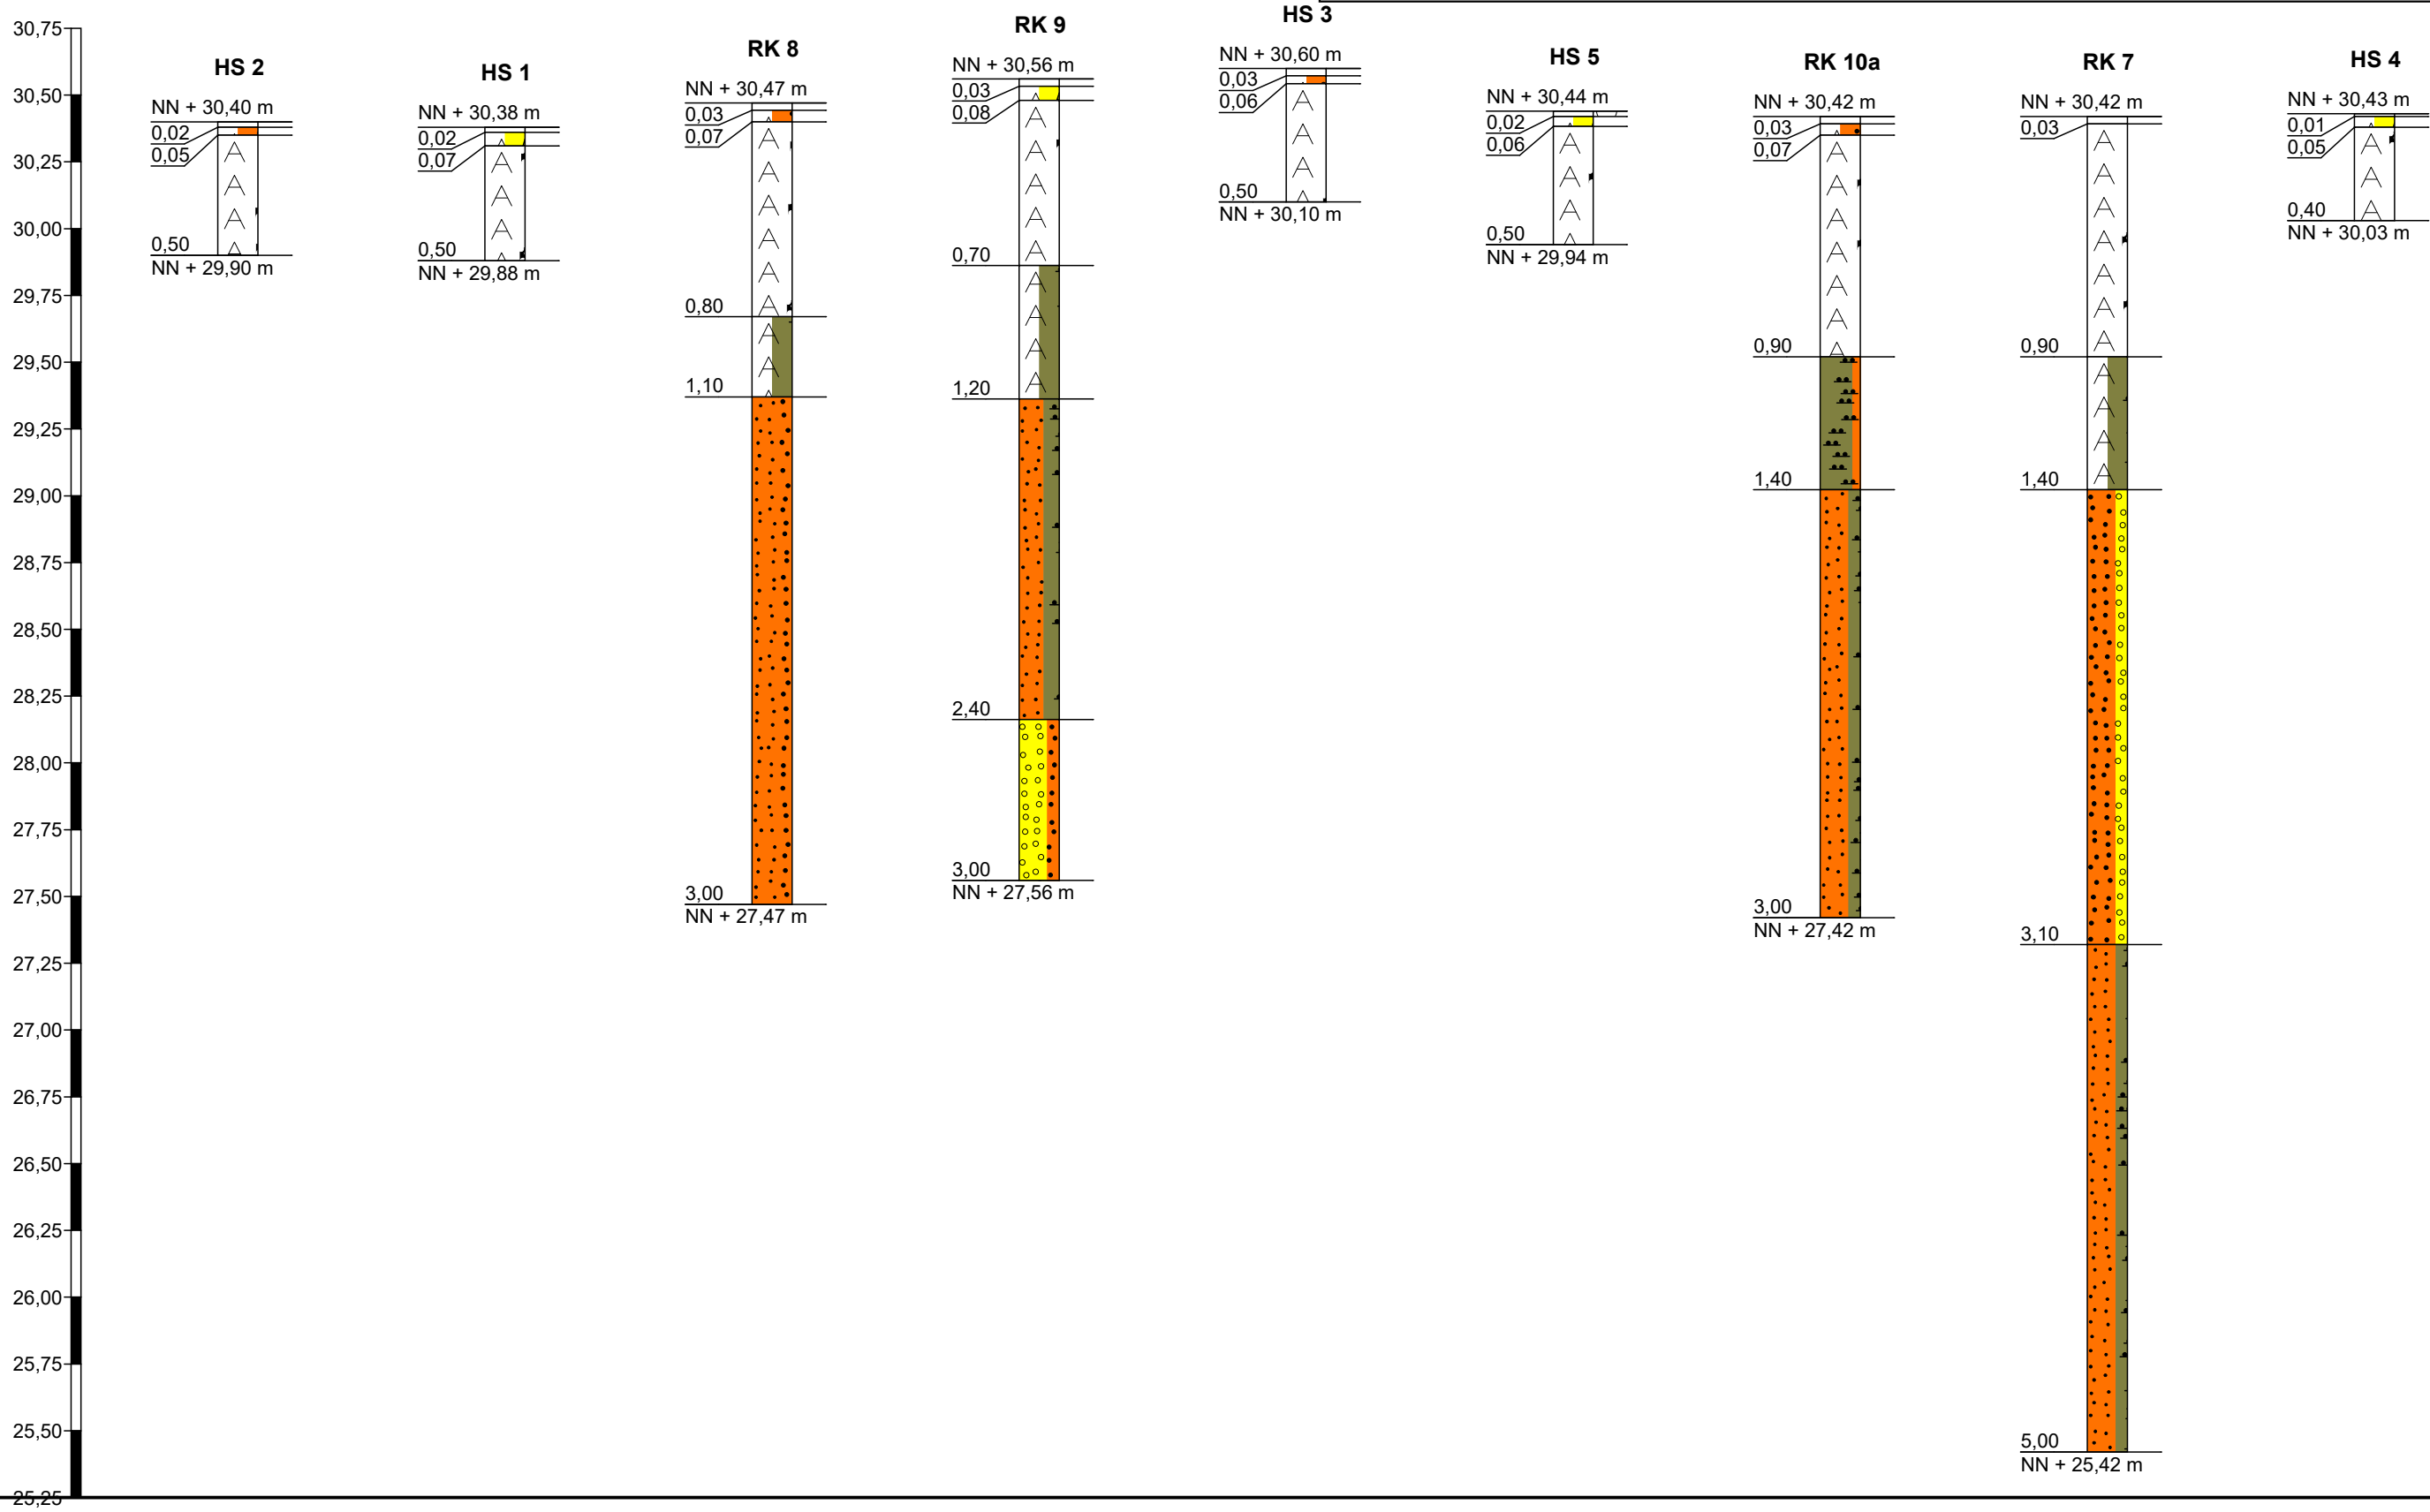 30,75
30,50
30,25
30,00
29,75
29,50
29,25
29,00
28,75
28,50
28,25
28,00
27,75
27,50
27,25
27,00
26,75
26,50
26,25
26,00
25,75
25,50
25,25
HS 2
NN + 30,40 m
0,02
0,05
0,50
NN + 29,90 m
HS 1
NN + 30,38 m
0,02
0,07
0,50
NN + 29,88 m
RK 8
NN + 30,47 m
0,03
0,07
0,80
1,10
3,00
NN + 27,47 m
RK 9
NN + 30,56 m
0,03
0,08
0,70
1,20
2,40
3,00
NN + 27,56 m
HS 3
NN + 30,60 m
0,03
0,06
0,50
NN + 30,10 m
HS 5
NN + 30,44 m
0,02
0,06
0,50
NN + 29,94 m
RK 10a
NN + 30,42 m
0,03
0,07
0,90
1,40
3,00
NN + 27,42 m
RK 7
NN + 30,42 m
0,03
0,90
1,40
3,10
5,00
NN + 25,42 m
HS 4
NN + 30,43 m
0,01
0,05
0,40
NN + 30,03 m